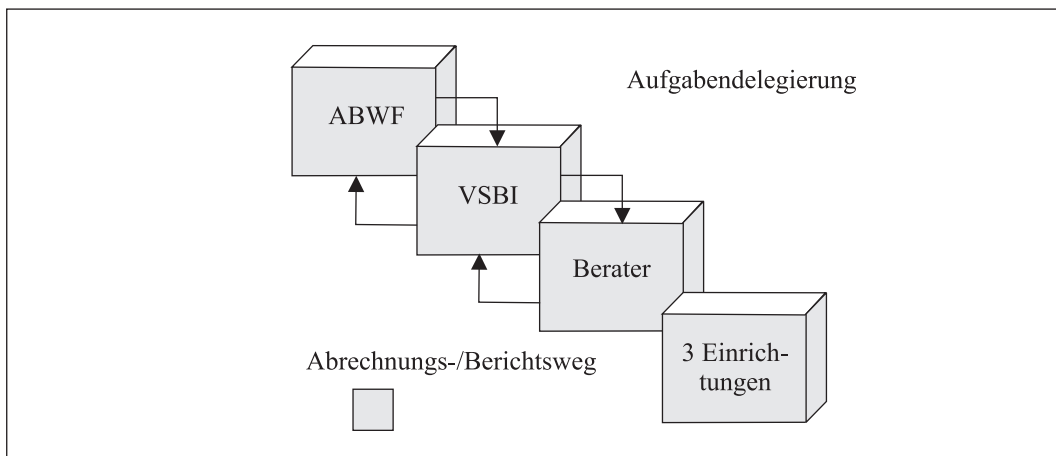 Aufgabendelegierung
ABWF
VSBI
Berater
3 Einrich-
tungen
Abrechnungs-/Berichtsweg